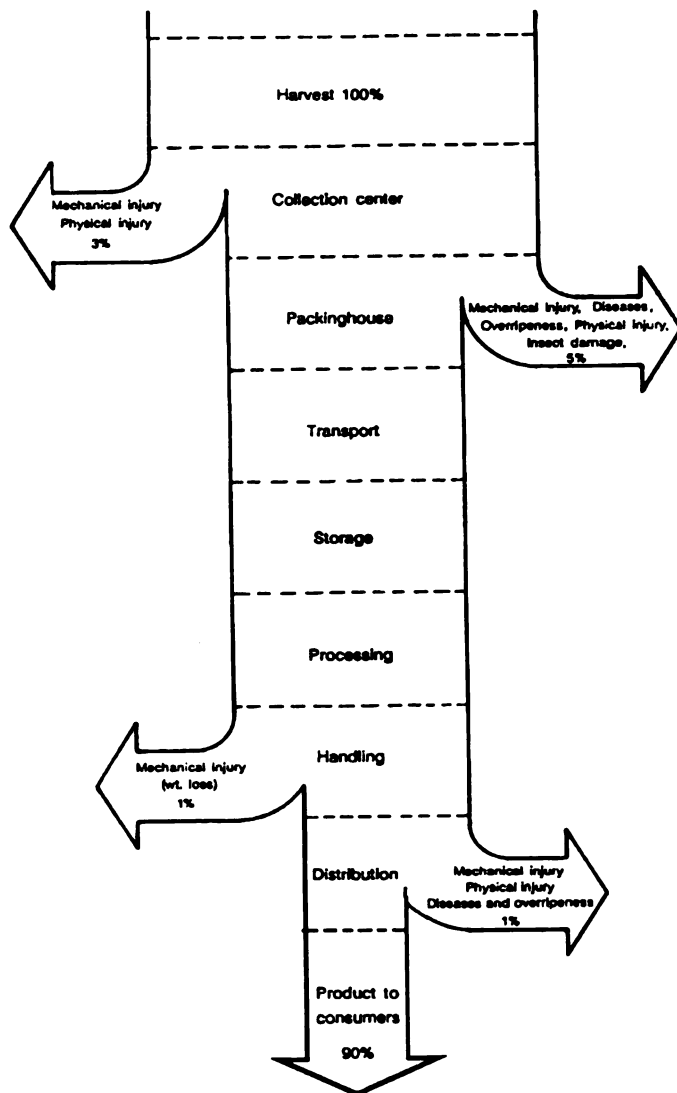 Harvest 100%
Collection center
Mechanical injury
Physical injury
3%
Packinghouse
Mechanical injury, Diseases,
Overripeness, Physical injury,
Insect damage,
5%
Transport
Storage
Processing
Handling
Mechanical injury
(wt. loss)
1%
Distribution
Mechanical injury
Physical injury
Diseases and overripeness
1%
Product to
consumers
90%